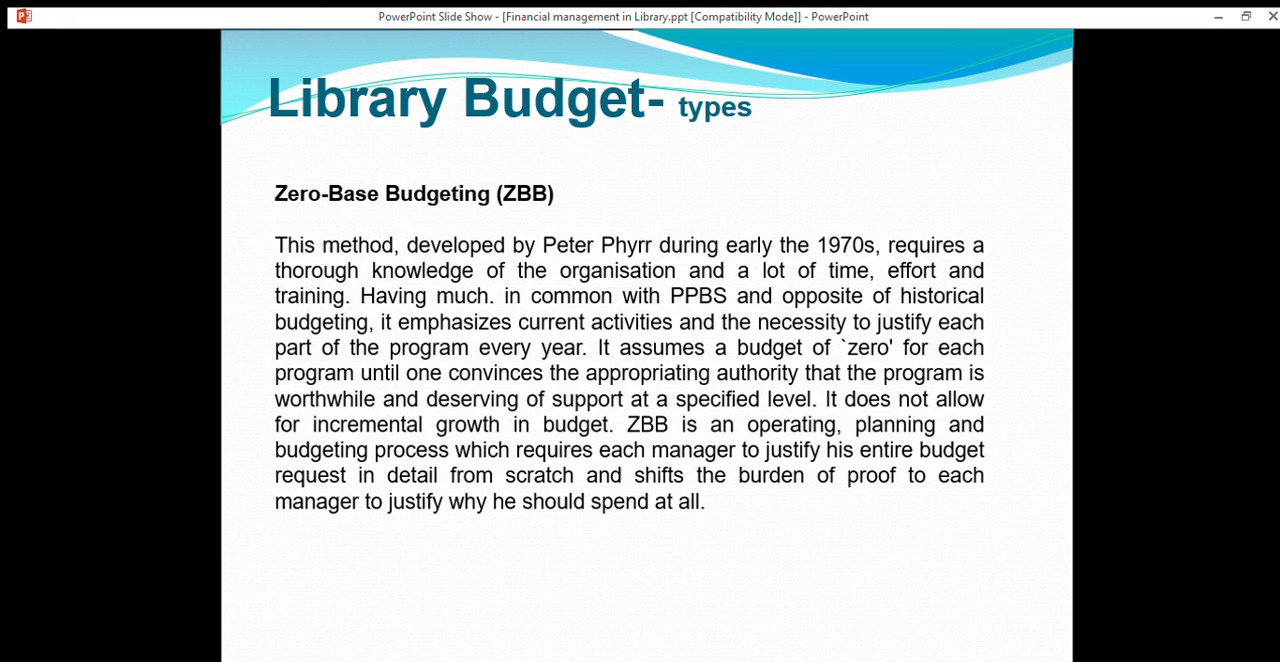 PowerPoint Slide Show - [Financial management in Library.ppt [Compatibility Mode]] - PowerPoint
Library Budget- types
Zero-Base Budgeting (ZBB)
This method, developed by Peter Phyrr during early the 1970s, requires a
thorough knowledge of the organisation and a lot of time, effort and
training. Having much. in common with PPBS and opposite of historical
budgeting, it emphasizes current activities and the necessity to justify each
part of the program every year. It assumes a budget of `zero' for each
program until one convinces the appropriating authority that the program is
worthwhile and deserving of support at a specified level. It does not allow
for incremental growth in budget. ZBB is an operating, planning and
budgeting process which requires each manager to justify his entire budget
request in detail from scratch and shifts the burden of proof to each
manager to justify why he should spend at all.